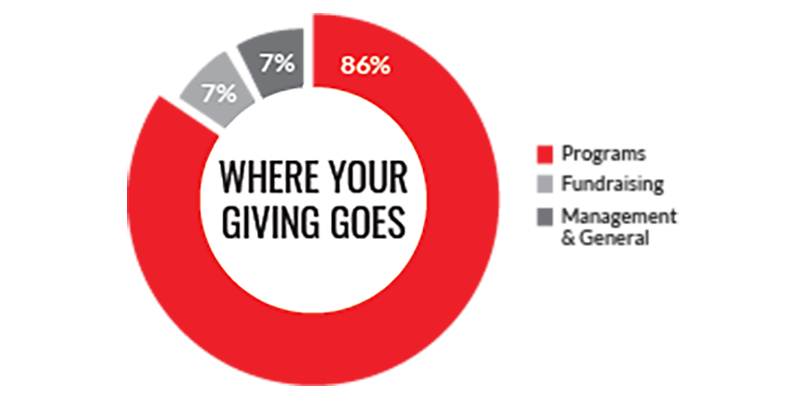 7%
7%
86%
WHERE YOUR
GIVING GOES
Programs
Fundraising
Management
& General